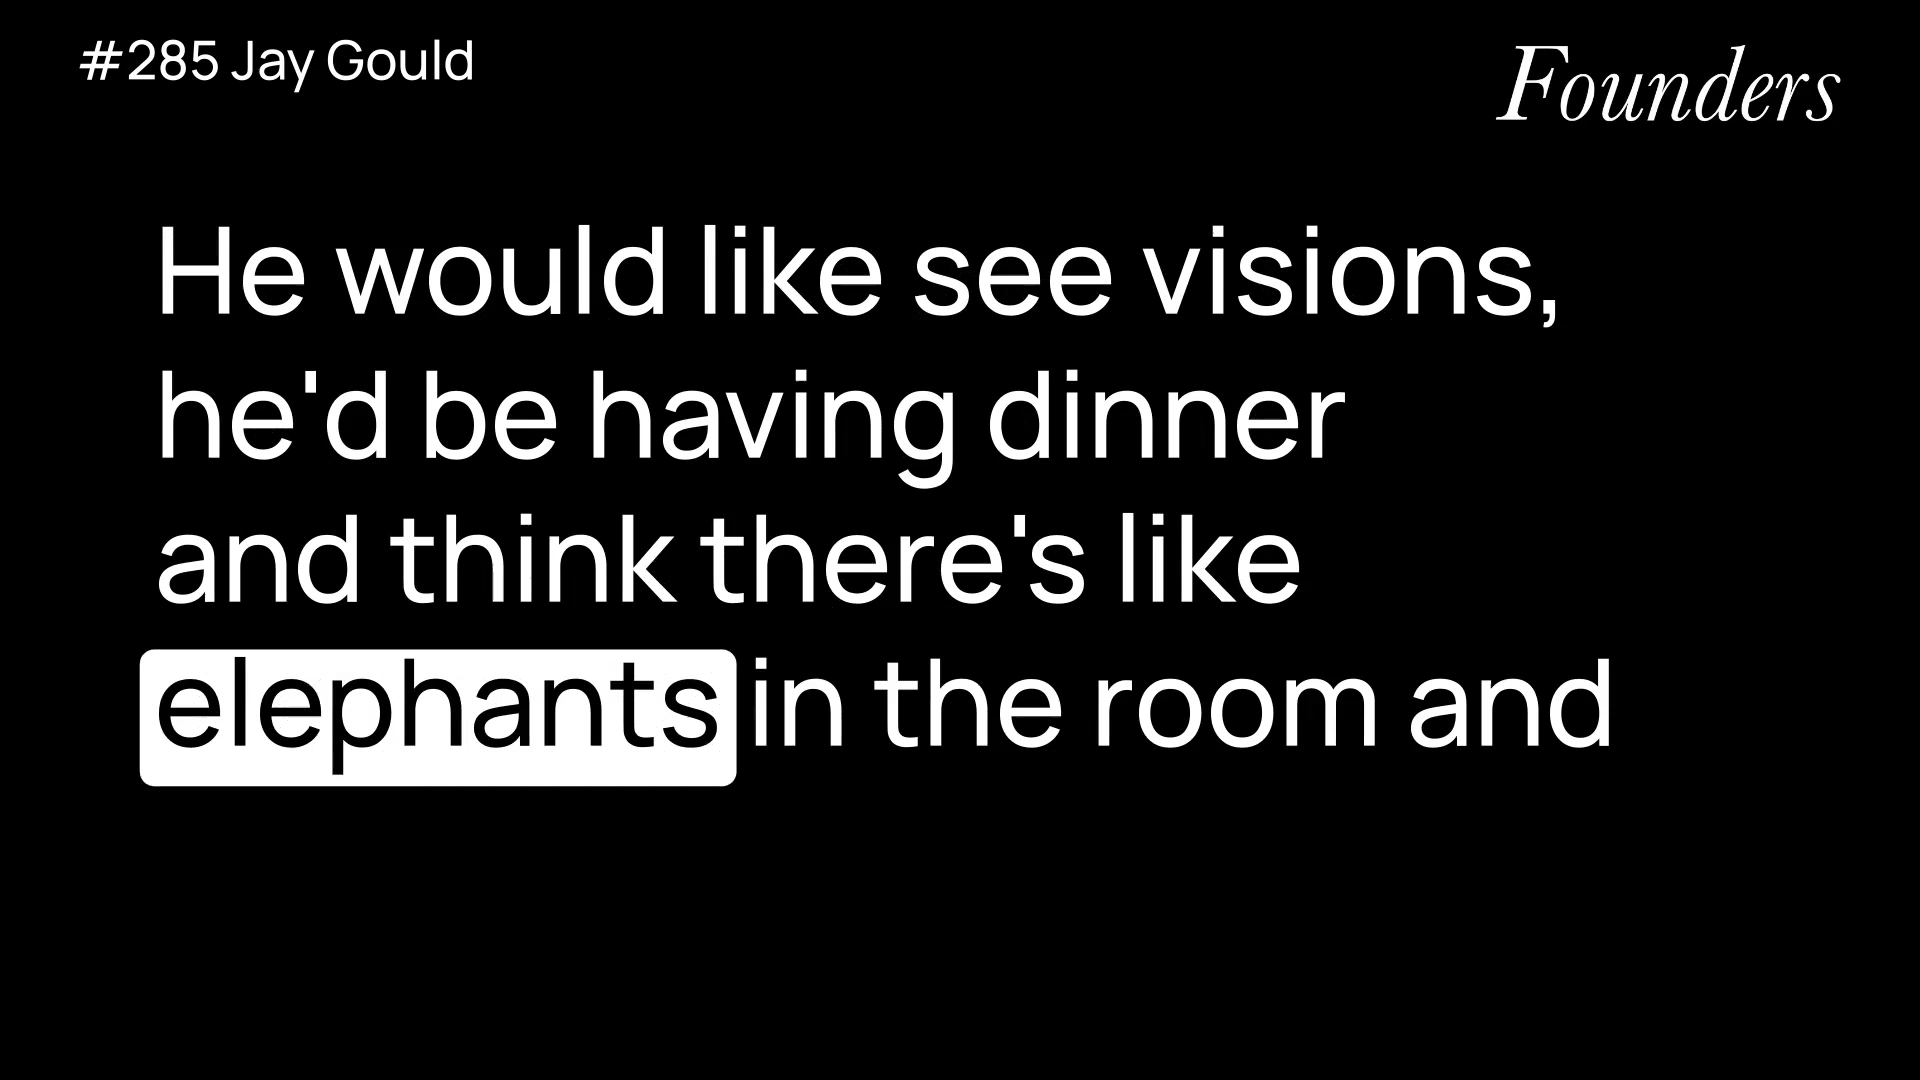 #285 Jay Gould
Founders
He would like see visions,
he'd be having dinner
and think there's like
elephants in the room and